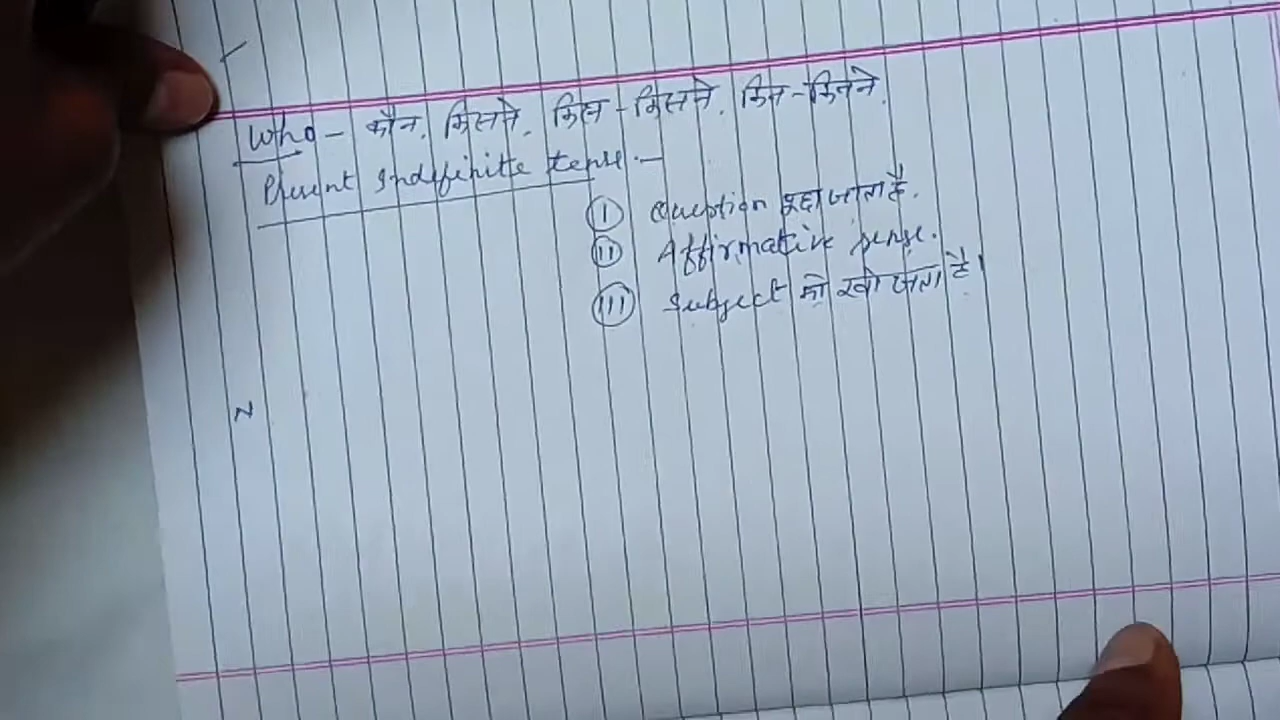 Who - कौन, किसने, किस-किसने, किन-किनने.
Present Indefinite tense :-
(i) Question पूछा जाता है.
(ii) Affirmative sense.
(iii) Subject को खो जाता है।
N